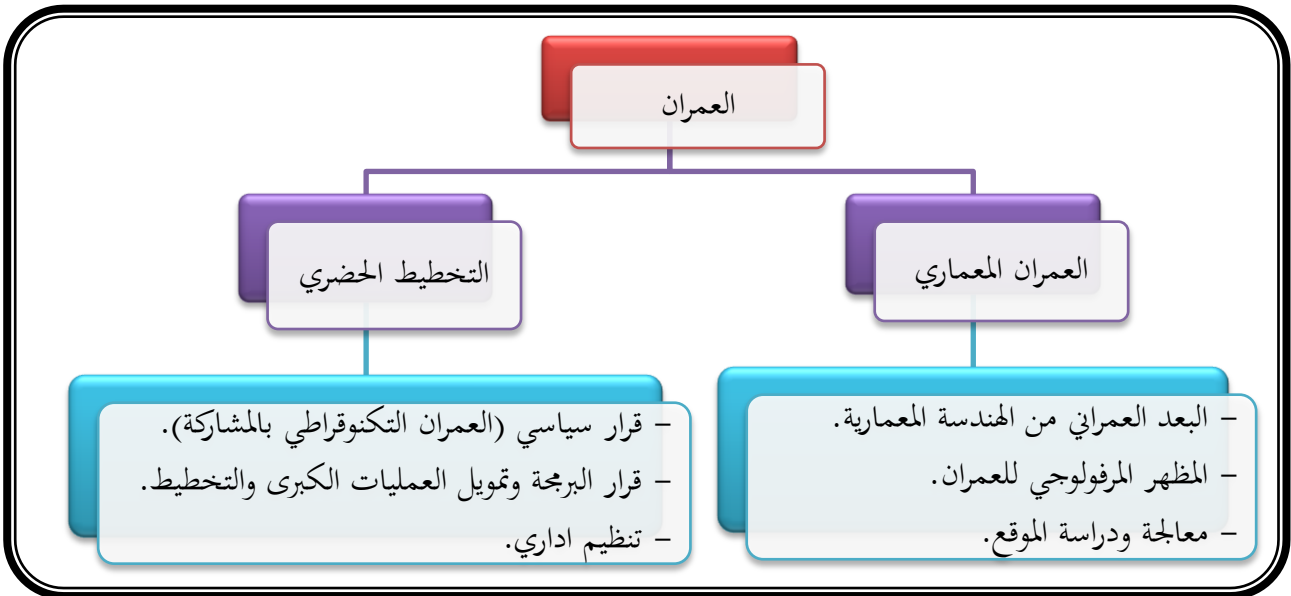 العمران
العمران المعماري
التخطيط الحضري
- البعد العمراني من الهندسة المعمارية.
- المظهر المرفولوجي للعمران.
- معالجة ودراسة الموقع.
- قرار سياسي (العمران التكنوقراطي بالمشاركة).
- قرار البرمجة وتمويل العمليات الكبرى والتخطيط.
- تنظيم اداري.